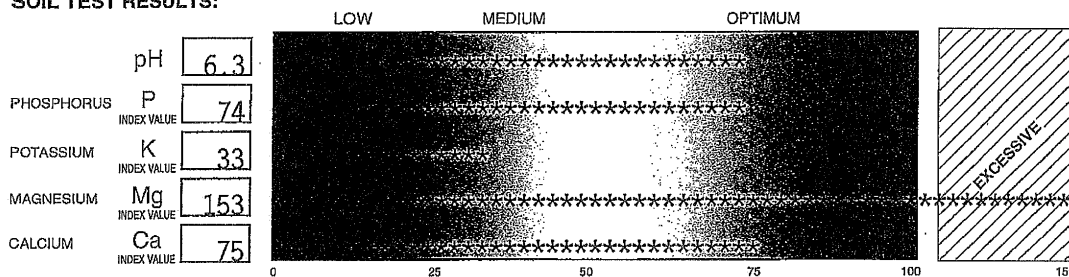 SOIL TEST RESULTS:
LOW MEDIUM OPTIMUM
pH 6.3
PHOSPHORUS P INDEX VALUE 74
POTASSIUM K INDEX VALUE 33
MAGNESIUM Mg INDEX VALUE 153
CALCIUM Ca INDEX VALUE 75
EXCESSIVE
0 25 50 75 100